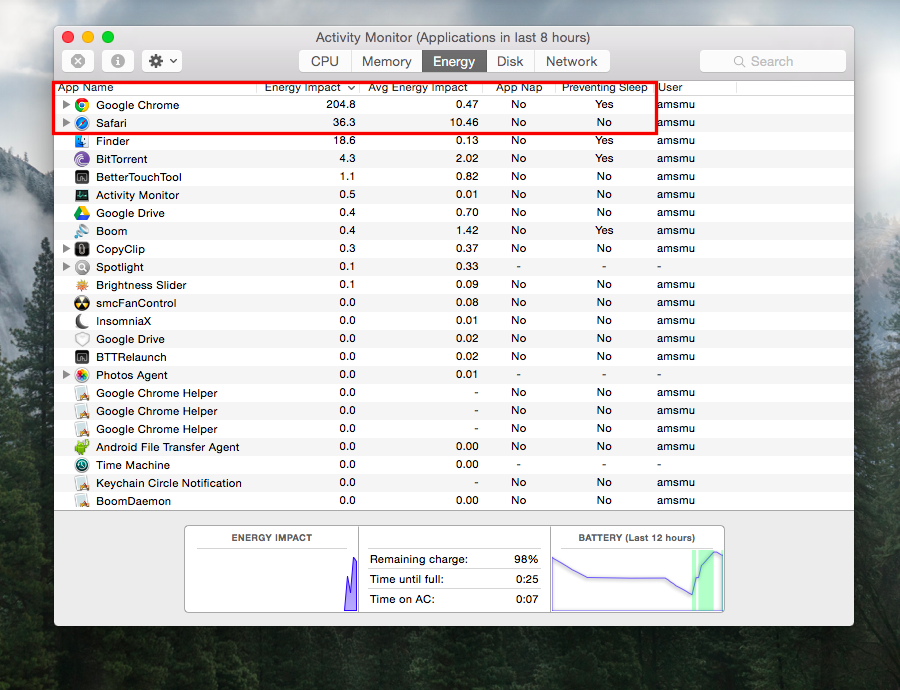 Activity Monitor (Applications in last 8 hours)
CPU Memory Energy Disk Network Search
App Name Energy Impact Avg Energy Impact App Nap Preventing Sleep User
Google Chrome 204.8 0.47 No Yes amsmu
Safari 36.3 10.46 No No amsmu
Finder 18.6 0.13 No Yes amsmu
BitTorrent 4.3 2.02 No Yes amsmu
BetterTouchTool 1.1 0.82 No No amsmu
Activity Monitor 0.5 0.01 No No amsmu
Google Drive 0.4 0.70 No No amsmu
Boom 0.4 1.42 No Yes amsmu
CopyClip 0.3 0.37 No No amsmu
Spotlight 0.1 0.33 - - -
Brightness Slider 0.1 0.09 No No amsmu
smcFanControl 0.0 0.08 No No amsmu
InsomniaX 0.0 0.01 No No amsmu
Google Drive 0.0 0.02 No No amsmu
BTTRelaunch 0.0 0.02 No No amsmu
Photos Agent 0.0 0.01 - - -
Google Chrome Helper 0.0 - No No amsmu
Google Chrome Helper 0.0 - No No amsmu
Google Chrome Helper 0.0 - No No amsmu
Android File Transfer Agent 0.0 0.00 No No amsmu
Time Machine 0.0 0.00 - - -
Keychain Circle Notification 0.0 - No No amsmu
BoomDaemon 0.0 0.00 No No amsmu
ENERGY IMPACT BATTERY (Last 12 hours)
Remaining charge: 98%
Time until full: 0:25
Time on AC: 0:07